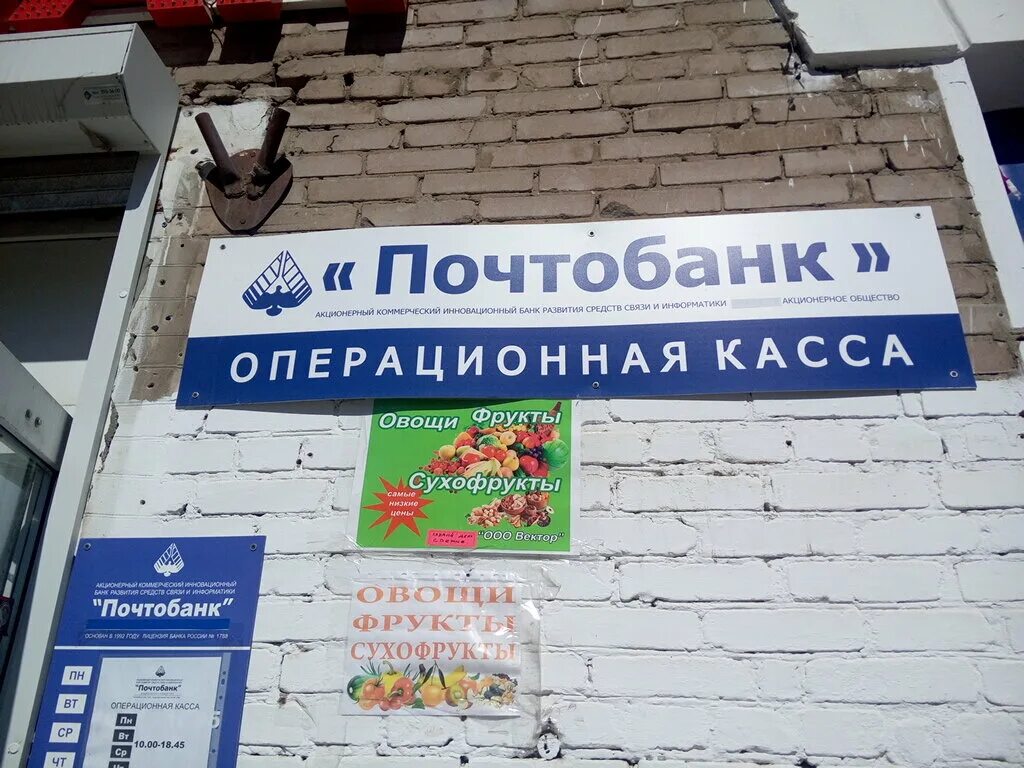 « Почтобанк »
АКЦИОНЕРНЫЙ КОММЕРЧЕСКИЙ ИННОВАЦИОННЫЙ БАНК РАЗВИТИЯ СРЕДСТВ СВЯЗИ И ИНФОРМАТИКИ АКЦИОНЕРНОЕ ОБЩЕСТВО
ОПЕРАЦИОННАЯ КАССА
Овощи Фрукты
Сухофрукты
самые
низкие
цены
"ООО Вектор"
ОВОЩИ
ФРУКТЫ
СУХОФРУКТЫ
АКЦИОНЕРНЫЙ КОММЕРЧЕСКИЙ ИННОВАЦИОННЫЙ
БАНК РАЗВИТИЯ СРЕДСТВ СВЯЗИ И ИНФОРМАТИКИ
"Почтобанк"
ОСНОВАН В 1992 ГОДУ ЛИЦЕНЗИЯ БАНКА РОССИИ № 1788
ПН
ВТ
СР
ЧТ
"Почтобанк"
ОПЕРАЦИОННАЯ КАССА
Пн
Вт
Ср
10.00-18.45